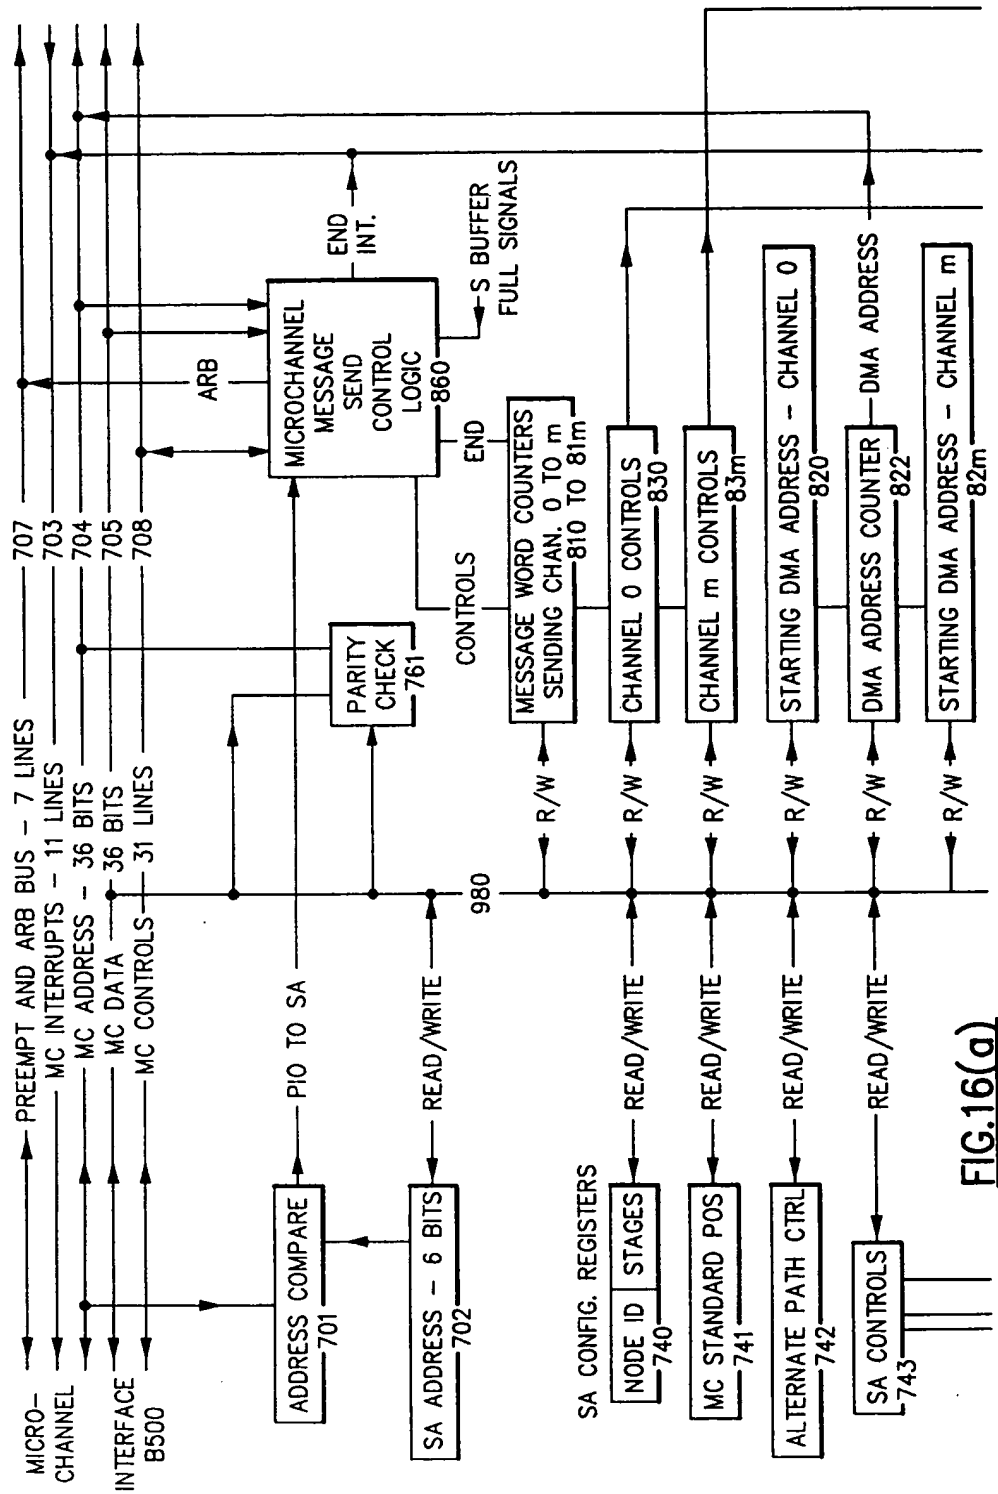 MICRO-
CHANNEL
INTERFACE
B500
PREEMPT AND ARB BUS - 7 LINES
707
MC INTERRUPTS - 11 LINES
703
MC ADDRESS - 36 BITS
704
MC DATA - 36 BITS
705
MC CONTROLS - 31 LINES
708
ADDRESS COMPARE
701
PIO TO SA
SA ADDRESS - 6 BITS
702
READ/WRITE
980
PARITY
CHECK
761
ARB
MICROCHANNEL
MESSAGE
SEND
CONTROL
LOGIC
860
END
INT.
S BUFFER
FULL SIGNALS
CONTROLS
END
MESSAGE WORD COUNTERS
SENDING CHAN. 0 TO m
810 TO 81m
R/W
SA CONFIG. REGISTERS
NODE ID STAGES
740
READ/WRITE
R/W
CHANNEL 0 CONTROLS
830
MC STANDARD POS
741
READ/WRITE
R/W
CHANNEL m CONTROLS
83m
ALTERNATE PATH CTRL
742
READ/WRITE
R/W
STARTING DMA ADDRESS - CHANNEL 0
820
SA CONTROLS
743
READ/WRITE
R/W
DMA ADDRESS COUNTER
822
DMA ADDRESS
R/W
STARTING DMA ADDRESS - CHANNEL m
82m
FIG.16(a)